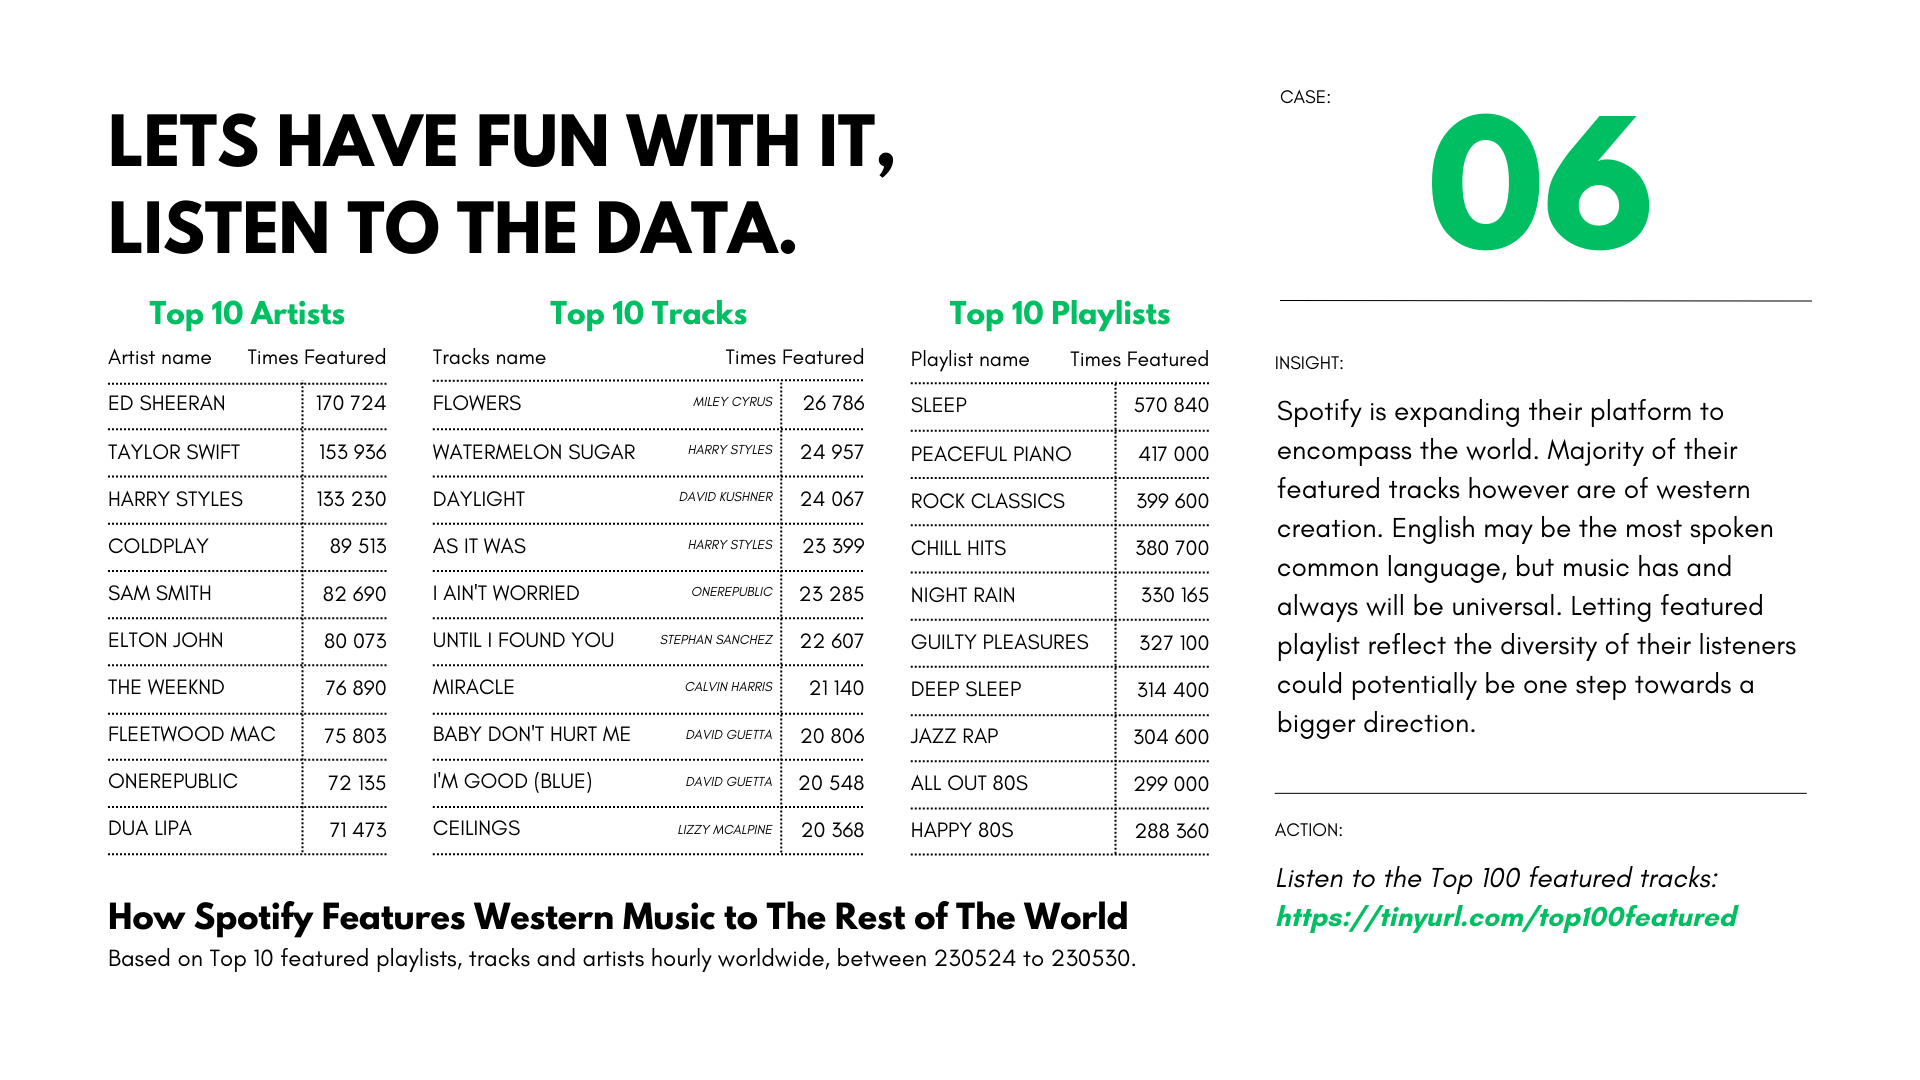 LETS HAVE FUN WITH IT,
LISTEN TO THE DATA.
Top 10 Artists
Artist name Times Featured
ED SHEERAN 170 724
TAYLOR SWIFT 153 936
HARRY STYLES 133 230
COLDPLAY 89 513
SAM SMITH 82 690
ELTON JOHN 80 073
THE WEEKND 76 890
FLEETWOOD MAC 75 803
ONEREPUBLIC 72 135
DUA LIPA 71 473
Top 10 Tracks
Tracks name Times Featured
FLOWERS MILEY CYRUS 26 786
WATERMELON SUGAR HARRY STYLES 24 957
DAYLIGHT DAVID KUSHNER 24 067
AS IT WAS HARRY STYLES 23 399
I AIN'T WORRIED ONEREPUBLIC 23 285
UNTIL I FOUND YOU STEPHAN SANCHEZ 22 607
MIRACLE CALVIN HARRIS 21 140
BABY DON'T HURT ME DAVID GUETTA 20 806
I'M GOOD (BLUE) DAVID GUETTA 20 548
CEILINGS LIZZY MCALPINE 20 368
Top 10 Playlists
Playlist name Times Featured
SLEEP 570 840
PEACEFUL PIANO 417 000
ROCK CLASSICS 399 600
CHILL HITS 380 700
NIGHT RAIN 330 165
GUILTY PLEASURES 327 100
DEEP SLEEP 314 400
JAZZ RAP 304 600
ALL OUT 80S 299 000
HAPPY 80S 288 360
How Spotify Features Western Music to The Rest of The World
Based on Top 10 featured playlists, tracks and artists hourly worldwide, between 230524 to 230530.
CASE:
06
INSIGHT:
Spotify is expanding their platform to
encompass the world. Majority of their
featured tracks however are of western
creation. English may be the most spoken
common language, but music has and
always will be universal. Letting featured
playlist reflect the diversity of their listeners
could potentially be one step towards a
bigger direction.
ACTION:
Listen to the Top 100 featured tracks:
https://tinyurl.com/top100featured